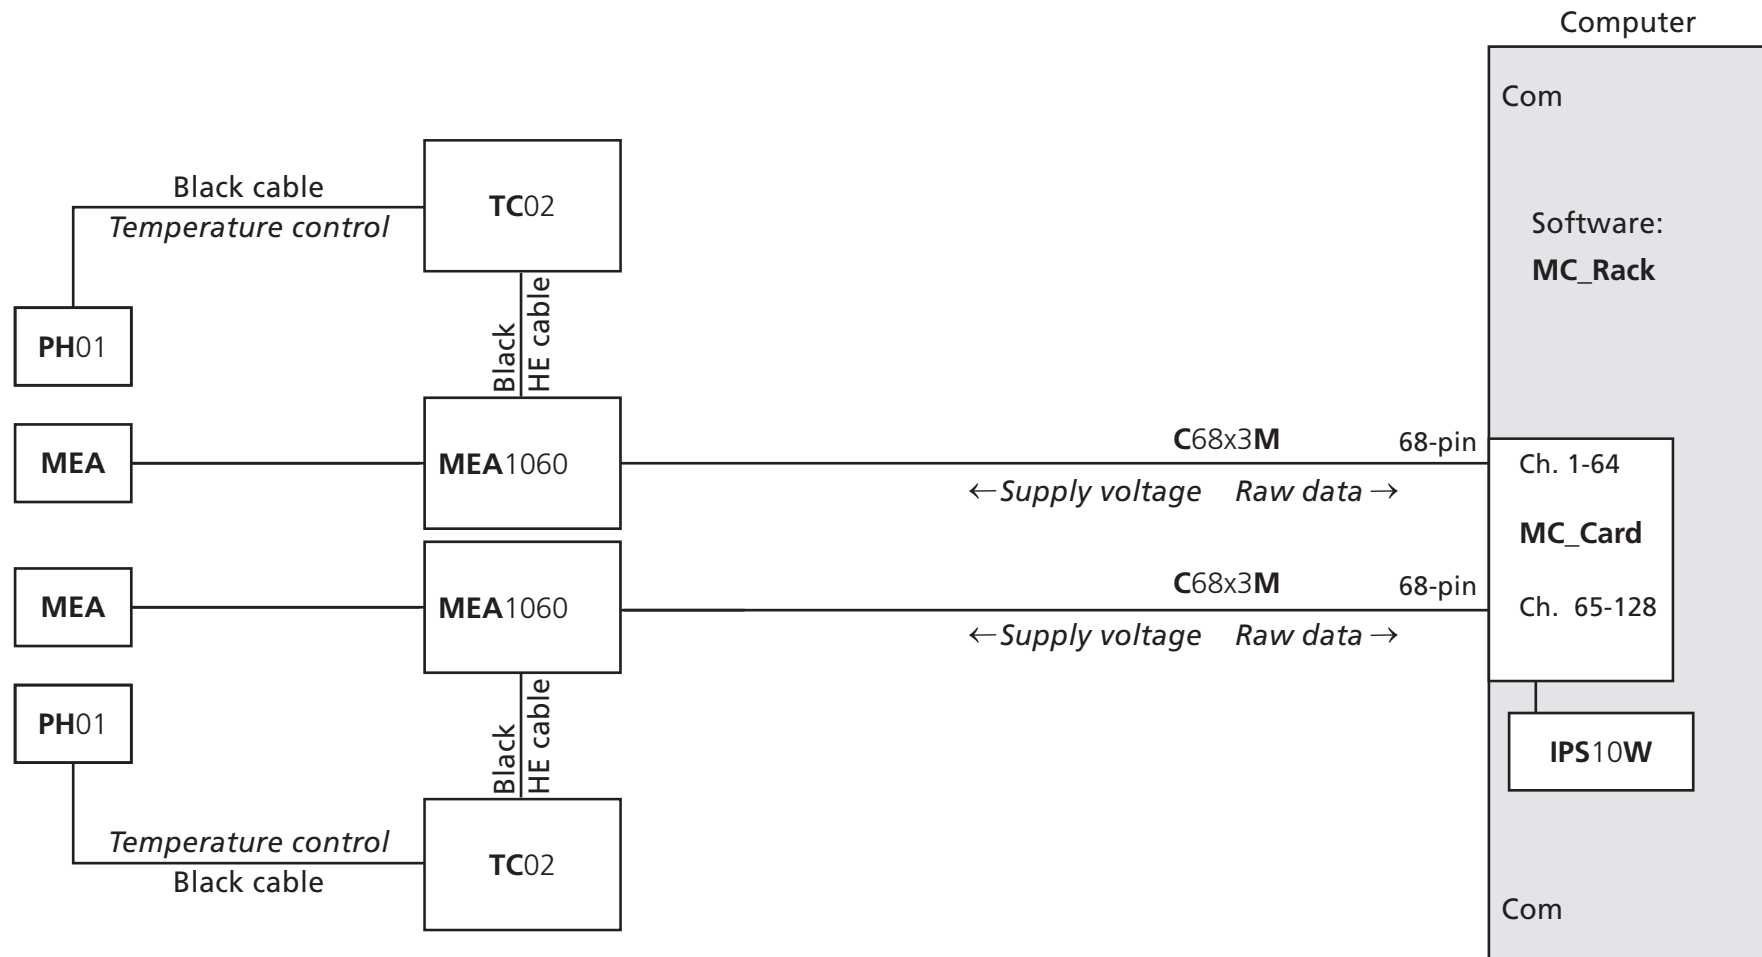 Computer
Com
Black cable
Temperature control
TC02
Software:
MC_Rack
Black
HE cable
PH01
MEA
MEA1060
C68x3M
68-pin
Ch. 1-64
←Supply voltage Raw data→
MC_Card
MEA
MEA1060
C68x3M
68-pin
Ch. 65-128
←Supply voltage Raw data→
PH01
Black
HE cable
IPS10W
Temperature control
Black cable
TC02
Com